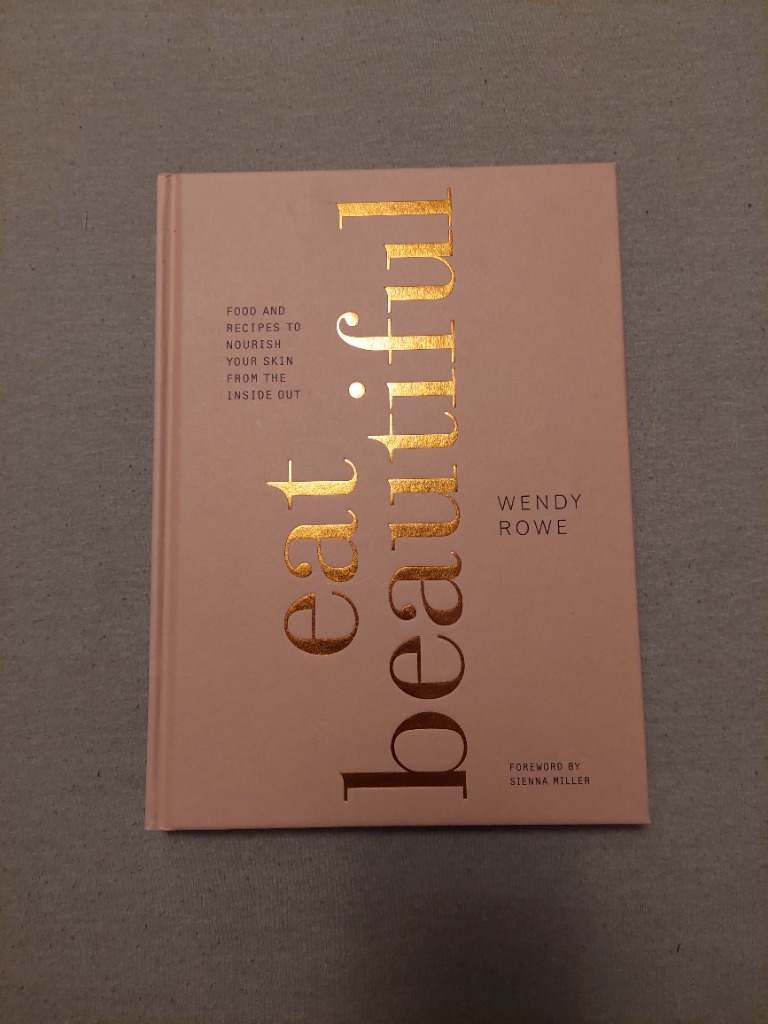 eat
beautiful
FOOD AND
RECIPES TO
NOURISH
YOUR SKIN
FROM THE
INSIDE OUT
WENDY
ROWE
FOREWORD BY
SIENNA MILLER